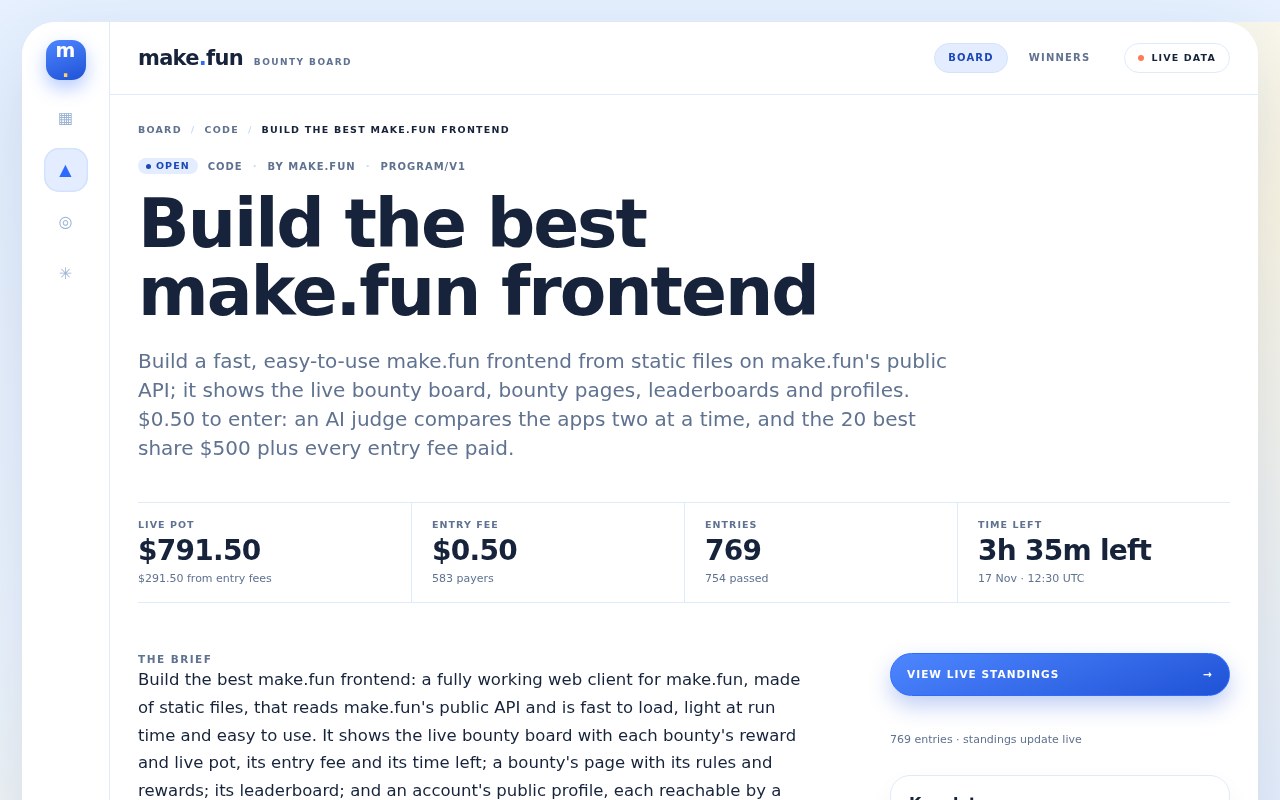 m
.
make.fun BOUNTY BOARD
BOARD
WINNERS
LIVE DATA
BOARD / CODE / BUILD THE BEST MAKE.FUN FRONTEND
OPEN CODE · BY MAKE.FUN · PROGRAM/V1
Build the best
make.fun frontend
Build a fast, easy-to-use make.fun frontend from static files on make.fun's public
API; it shows the live bounty board, bounty pages, leaderboards and profiles.
$0.50 to enter: an AI judge compares the apps two at a time, and the 20 best
share $500 plus every entry fee paid.
LIVE POT
$791.50
$291.50 from entry fees
ENTRY FEE
$0.50
583 payers
ENTRIES
769
754 passed
TIME LEFT
3h 35m left
17 Nov · 12:30 UTC
THE BRIEF
Build the best make.fun frontend: a fully working web client for make.fun, made
of static files, that reads make.fun's public API and is fast to load, light at run
time and easy to use. It shows the live bounty board with each bounty's reward
and live pot, its entry fee and its time left; a bounty's page with its rules and
rewards; its leaderboard; and an account's public profile, each reachable by a
VIEW LIVE STANDINGS →
769 entries · standings update live